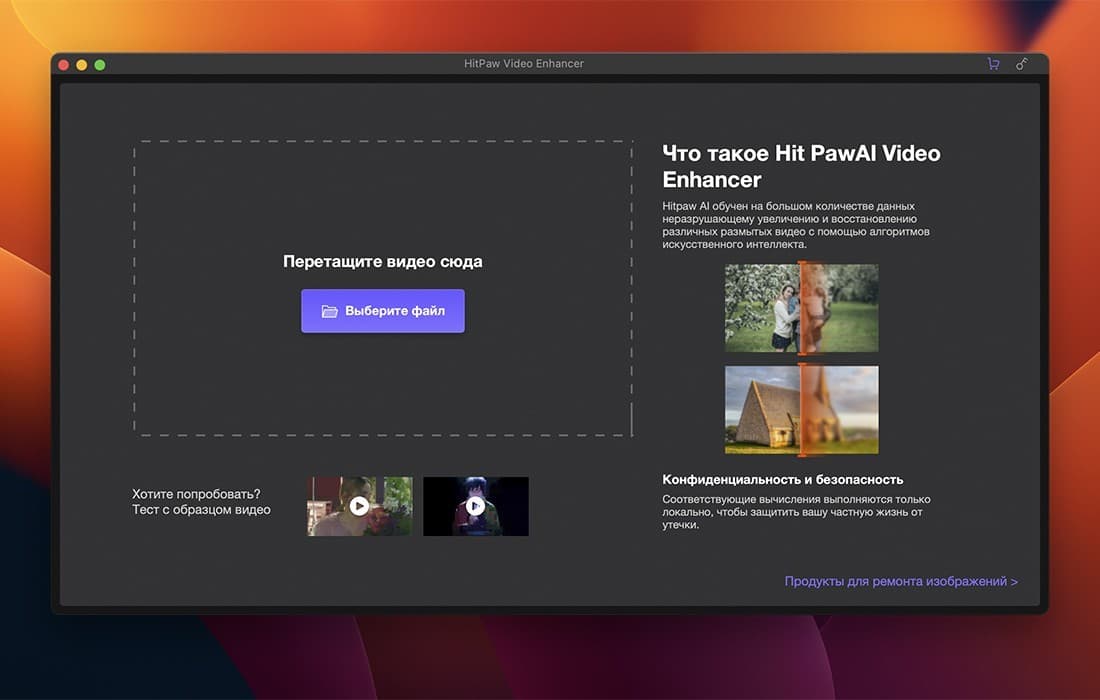 HitPaw Video Enhancer
Перетащите видео сюда
Выберите файл
Хотите попробовать?
Тест с образцом видео
Что такое Hit PawAI Video
Enhancer
Hitpaw AI обучен на большом количестве данных
неразрушающему увеличению и восстановлению
различных размытых видео с помощью алгоритмов
искусственного интеллекта.
Конфиденциальность и безопасность
Соответствующие вычисления выполняются только
локально, чтобы защитить вашу частную жизнь от
утечки.
Продукты для ремонта изображений >